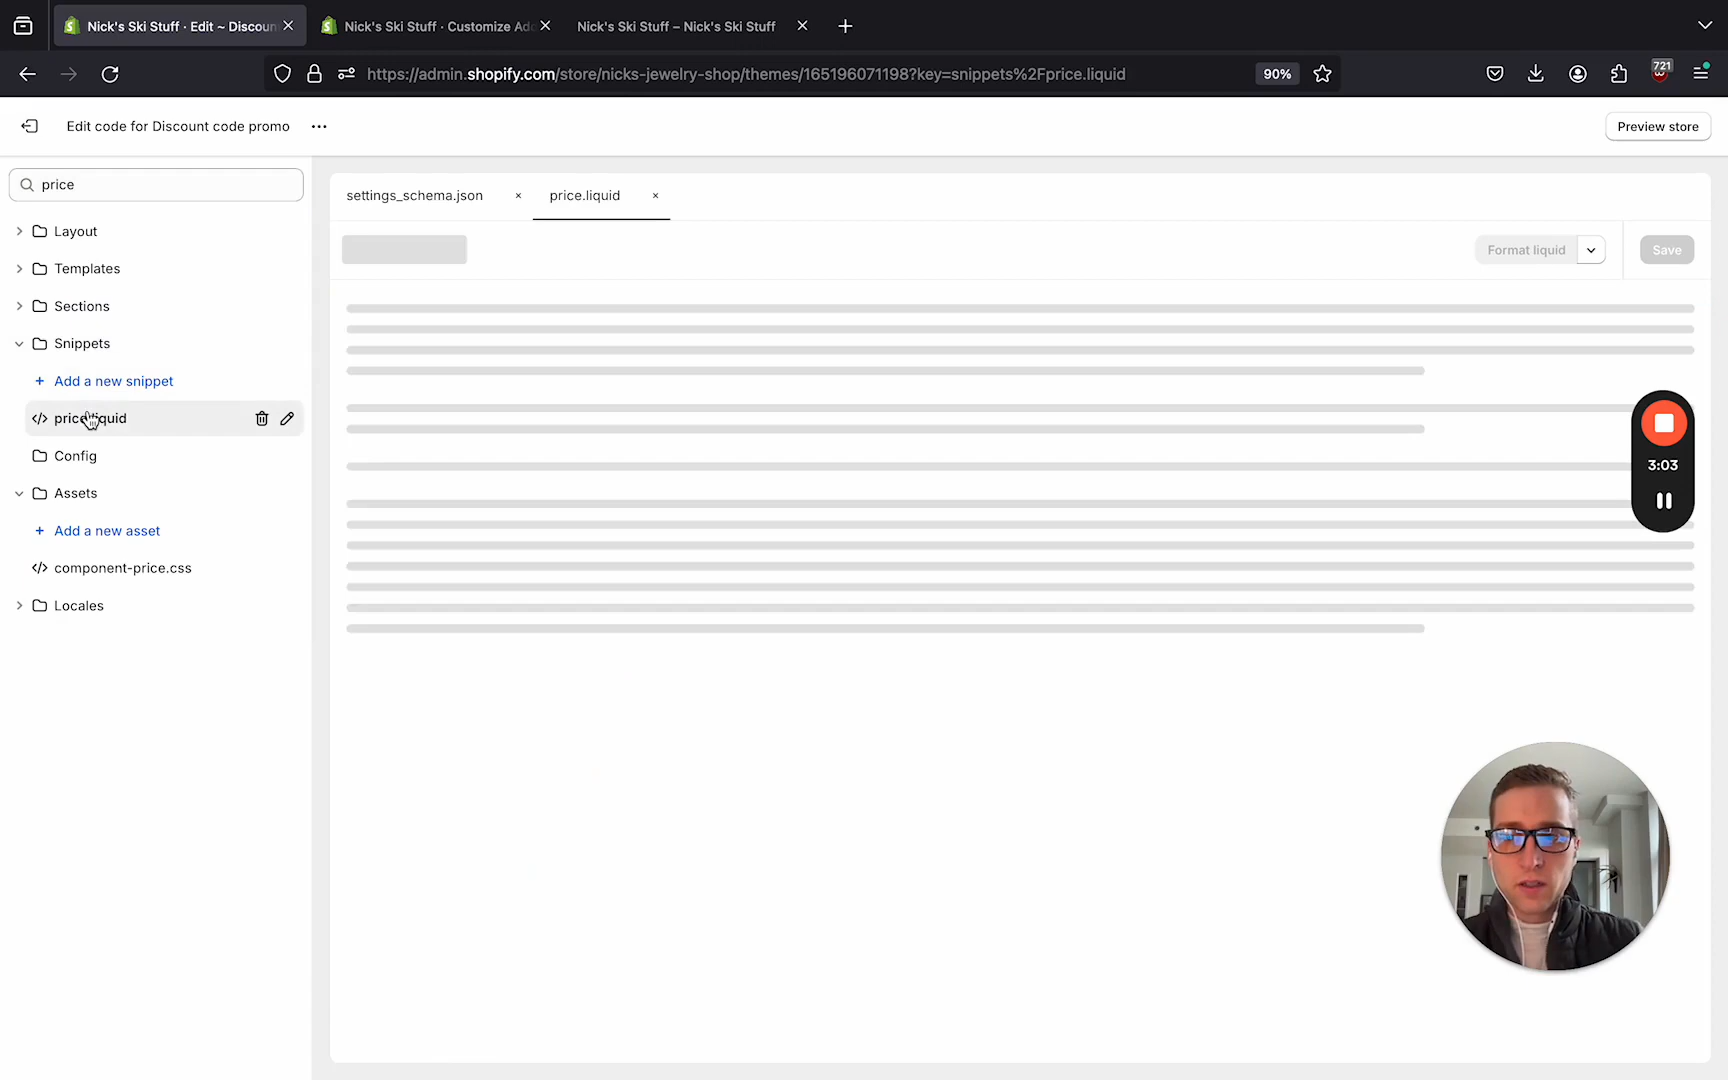 Nick's Ski Stuff · Edit ~ Discoun
Nick's Ski Stuff · Customize Ad
Nick's Ski Stuff – Nick's Ski Stuff
https://admin.shopify.com/store/nicks-jewelry-shop/themes/165196071198?key=snippets%2Fprice.liquid
90%
721
Edit code for Discount code promo
Preview store
price
Layout
Templates
Sections
Snippets
+ Add a new snippet
</> price.liquid
Config
Assets
+ Add a new asset
</> component-price.css
Locales
settings_schema.json
price.liquid
Format liquid
Save
3:03